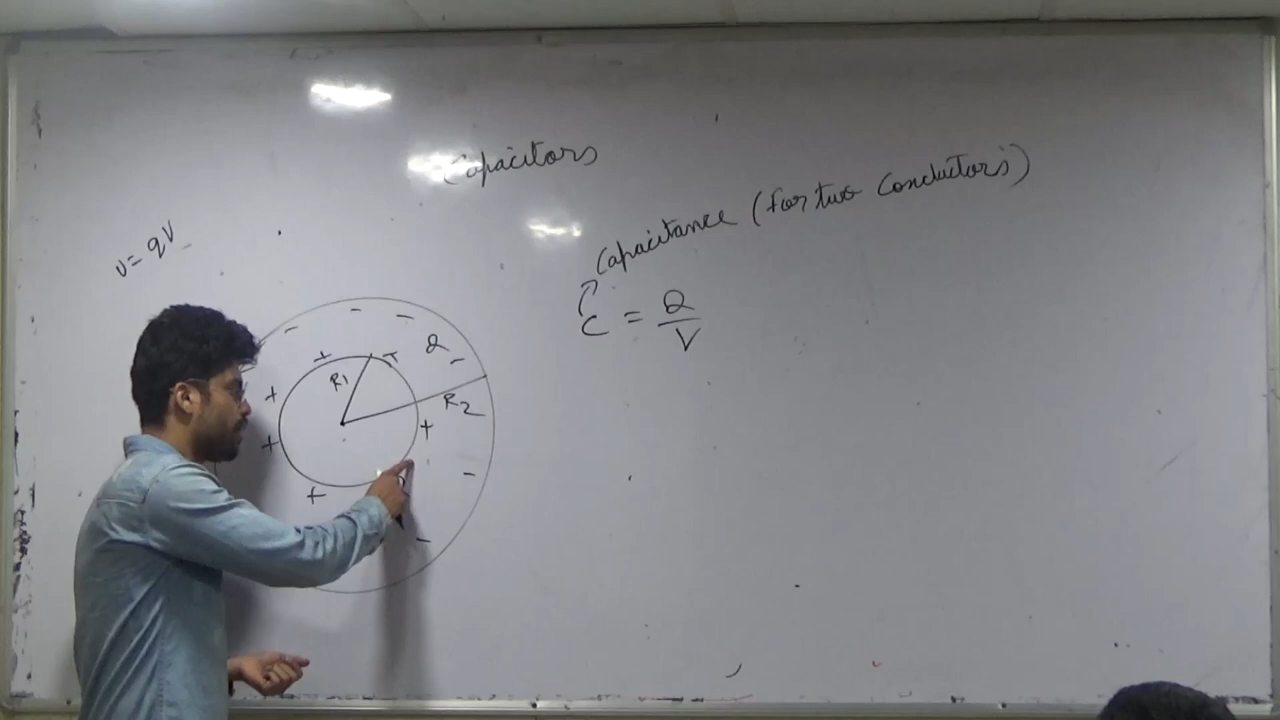 Capacitors
Capacitance (for two conductors)
U = qV
C = Q/V
- - -
+ + Q -
R1
+ R2
+ +
+ -
-